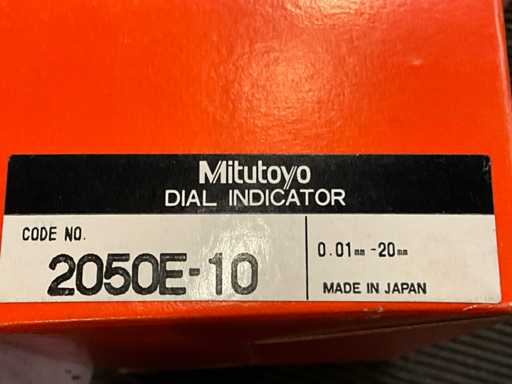 Mitutoyo
DIAL INDICATOR
CODE NO.
2050E-10
0.01mm -20mm
MADE IN JAPAN